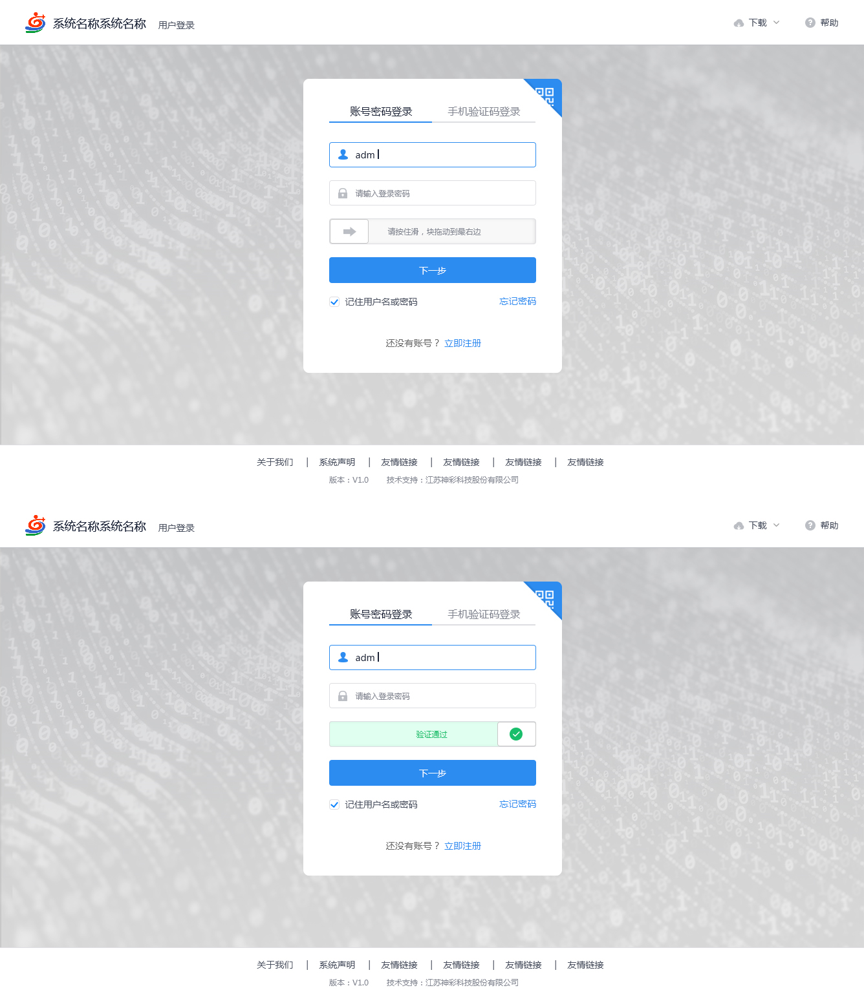 系统名称系统名称 用户登录 下载 帮助
账号密码登录 手机验证码登录
adm
请输入登录密码
请按住滑，块拖动到最右边
下一步
记住用户名或密码 忘记密码
还没有账号？ 立即注册
关于我们 | 系统声明 | 友情链接 | 友情链接 | 友情链接 | 友情链接
版本：V1.0 技术支持：江苏神彩科技股份有限公司
系统名称系统名称 用户登录 下载 帮助
账号密码登录 手机验证码登录
adm
请输入登录密码
验证通过
下一步
记住用户名或密码 忘记密码
还没有账号？ 立即注册
关于我们 | 系统声明 | 友情链接 | 友情链接 | 友情链接 | 友情链接
版本：V1.0 技术支持：江苏神彩科技股份有限公司